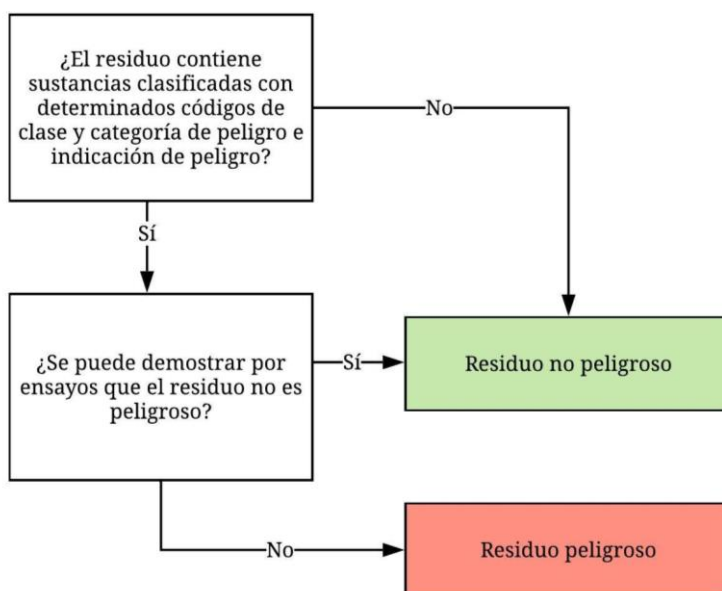 ¿El residuo contiene
sustancias clasificadas con
determinados códigos de
clase y categoría de peligro e
indicación de peligro?
No
Sí
¿Se puede demostrar por
ensayos que el residuo no es
peligroso?
Sí
Residuo no peligroso
No
Residuo peligroso